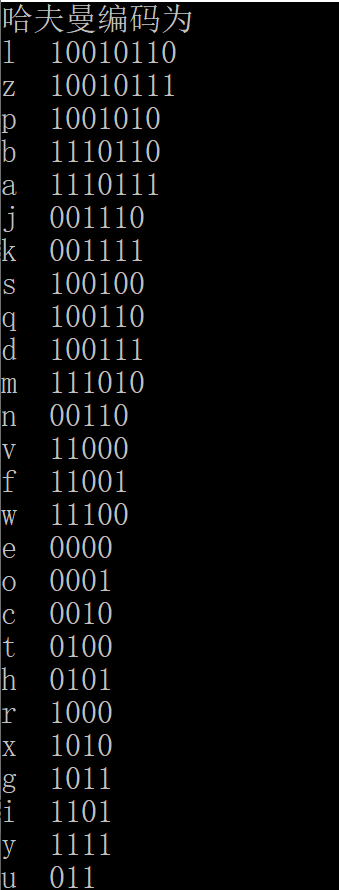 哈夫曼编码为
l 10010110
z 10010111
p 1001010
b 1110110
a 1110111
j 001110
k 001111
s 100100
q 100110
d 100111
m 111010
n 00110
v 11000
f 11001
w 11100
e 0000
o 0001
c 0010
t 0100
h 0101
r 1000
x 1010
g 1011
i 1101
y 1111
u 011